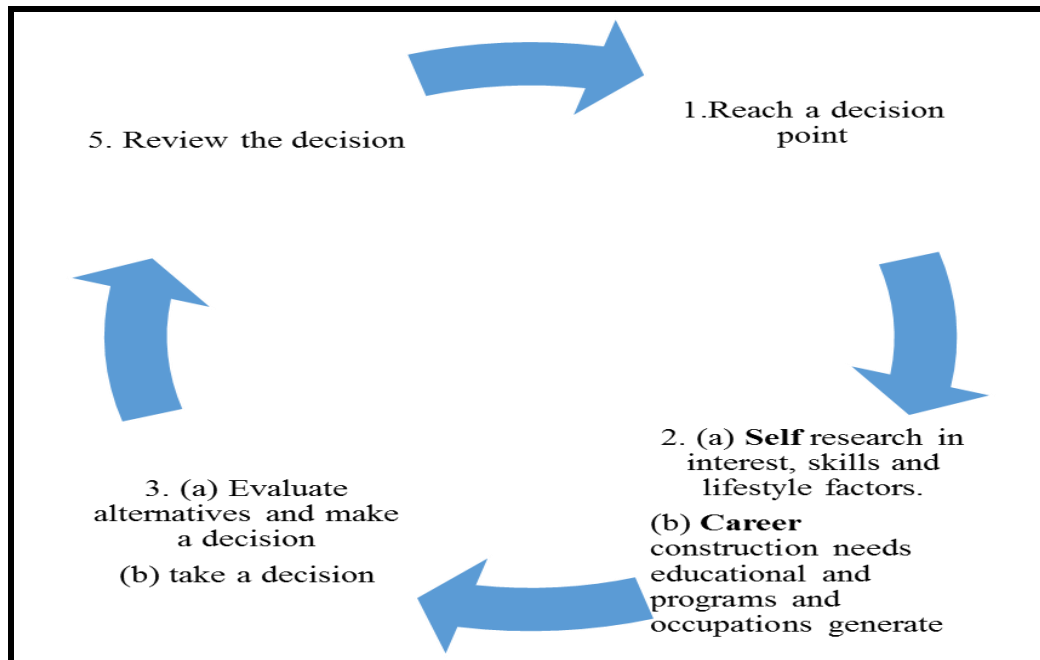 1.Reach a decision
point
2. (a) Self research in
interest, skills and
lifestyle factors.
(b) Career
construction needs
educational and
programs and
occupations generate
3. (a) Evaluate
alternatives and make
a decision
(b) take a decision
5. Review the decision